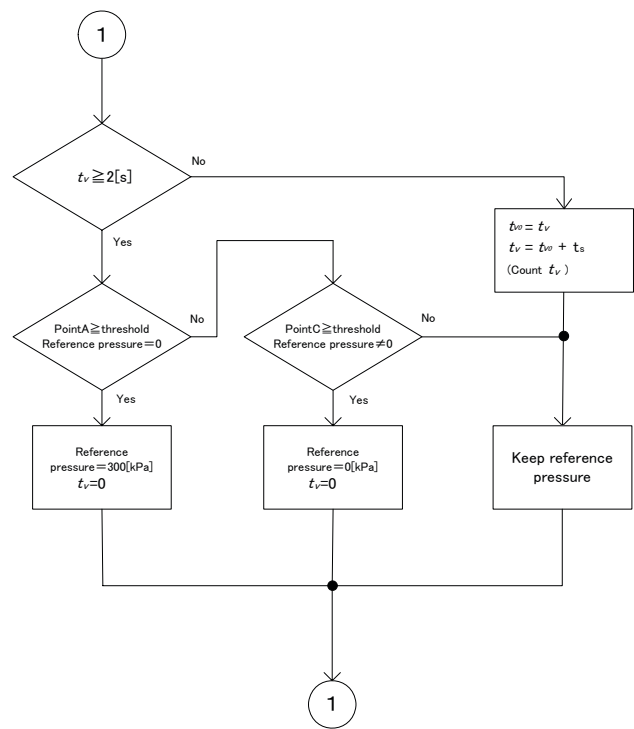 1
tv≧2[s]
No
Yes
tv0 = tv
tv = tv0 + ts
(Count tv )
PointA≧threshold
Reference pressure=0
No
PointC≧threshold
Reference pressure≠0
No
Yes
Yes
Reference
pressure=300[kPa]
tv=0
Reference
pressure=0[kPa]
tv=0
Keep reference
pressure
1